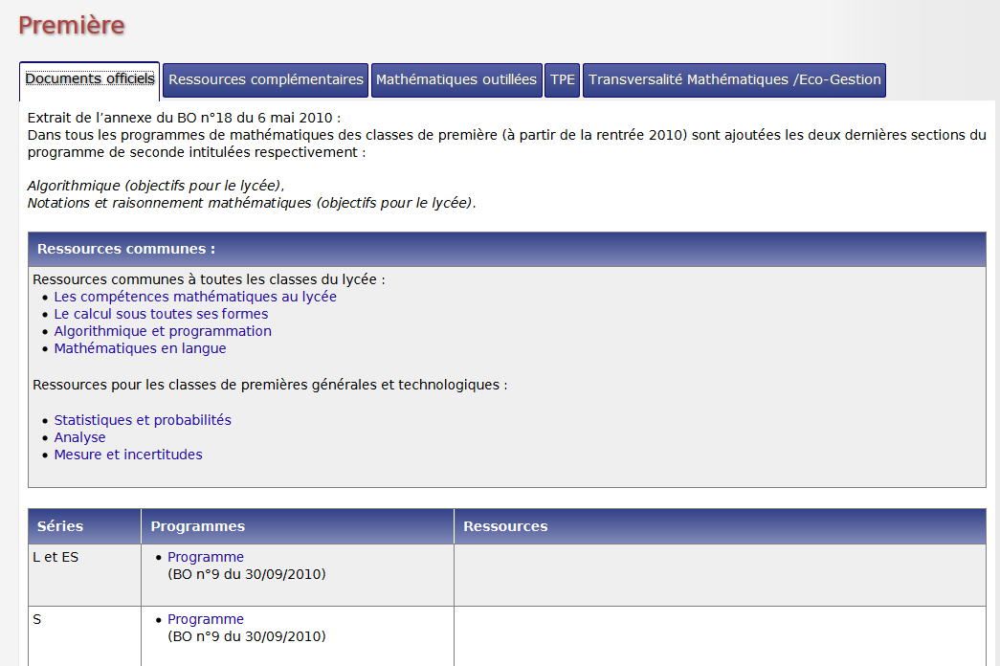 Première
Documents officiels
Ressources complémentaires
Mathématiques outillées
TPE
Transversalité Mathématiques /Eco-Gestion
Extrait de l'annexe du BO n°18 du 6 mai 2010 :
Dans tous les programmes de mathématiques des classes de première (à partir de la rentrée 2010) sont ajoutées les deux dernières sections du
programme de seconde intitulées respectivement :
Algorithmique (objectifs pour le lycée),
Notations et raisonnement mathématiques (objectifs pour le lycée).
Ressources communes :
Ressources communes à toutes les classes du lycée :
• Les compétences mathématiques au lycée
• Le calcul sous toutes ses formes
• Algorithmique et programmation
• Mathématiques en langue
Ressources pour les classes de premières générales et technologiques :
• Statistiques et probabilités
• Analyse
• Mesure et incertitudes
Séries
Programmes
Ressources
L et ES
• Programme
(BO n°9 du 30/09/2010)
S
• Programme
(BO n°9 du 30/09/2010)